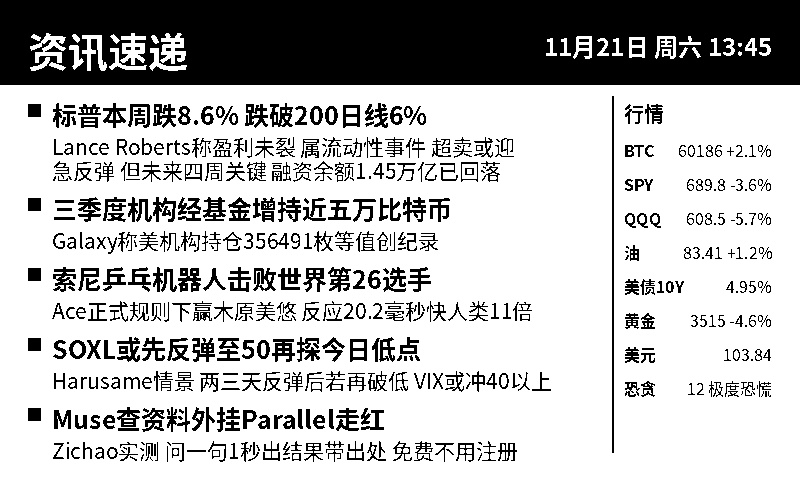 资讯速递
11月21日 周六 13:45
标普本周跌8.6% 跌破200日线6%
Lance Roberts称盈利未裂 属流动性事件 超卖或迎
急反弹 但未来四周关键 融资余额1.45万亿已回落
三季度机构经基金增持近五万比特币
Galaxy称美机构持仓356491枚等值创纪录
索尼乒乓机器人击败世界第26选手
Ace正式规则下赢木原美悠 反应20.2毫秒快人类11倍
SOXL或先反弹至50再探今日低点
Harusame情景 两三天反弹后若再破低 VIX或冲40以上
Muse查资料外挂Parallel走红
Zichao实测 问一句1秒出结果带出处 免费不用注册
行情
BTC 60186 +2.1%
SPY 689.8 -3.6%
QQQ 608.5 -5.7%
油 83.41 +1.2%
美债10Y 4.95%
黄金 3515 -4.6%
美元 103.84
恐贪 12 极度恐慌